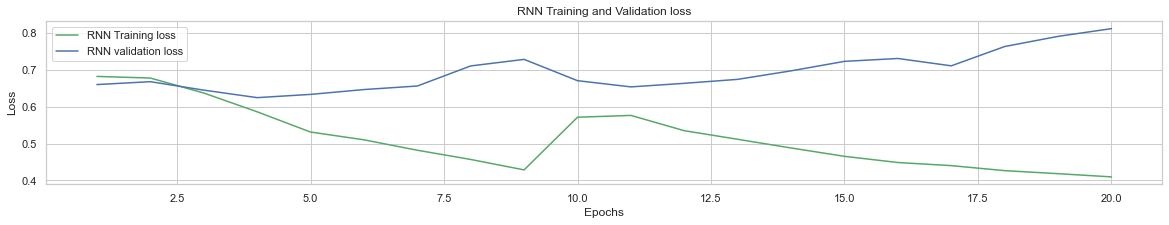 RNN Training and Validation loss
RNN Training loss
RNN validation loss
0.8
0.7
0.6
0.5
0.4
Loss
2.5 5.0 7.5 10.0 12.5 15.0 17.5 20.0
Epochs